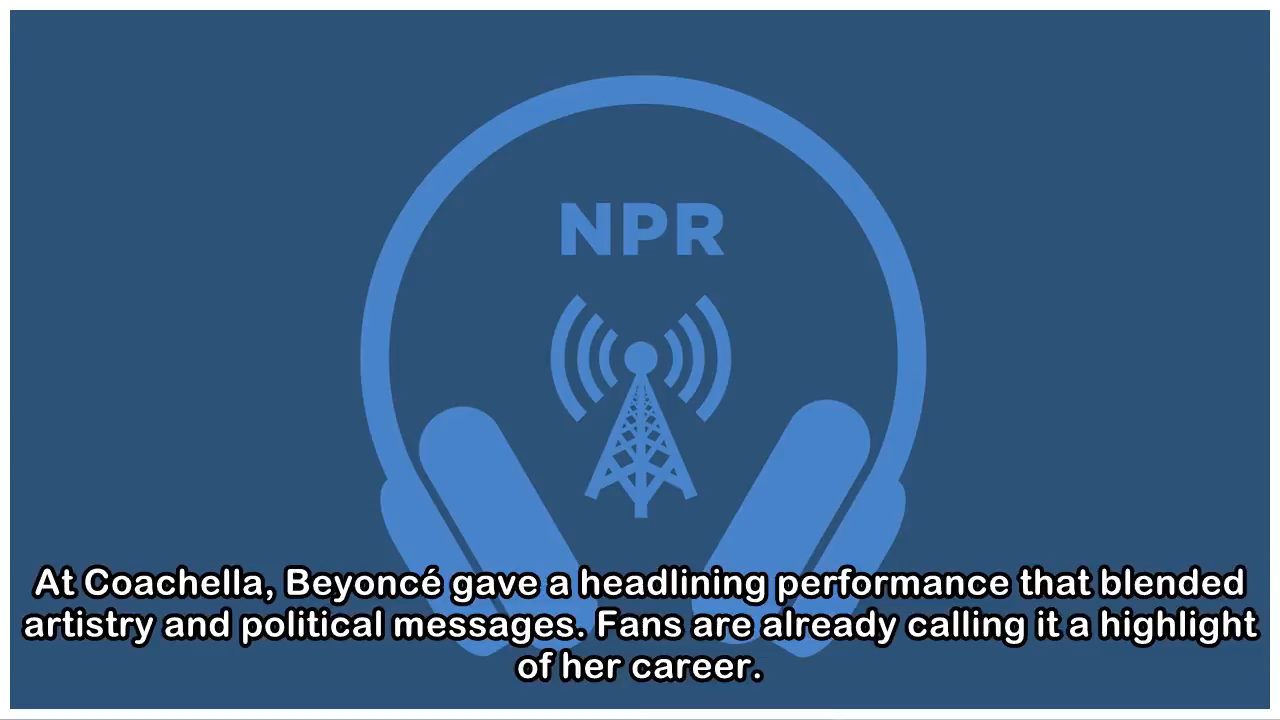 NPR
At Coachella, Beyoncé gave a headlining performance that blended
artistry and political messages. Fans are already calling it a highlight
of her career.